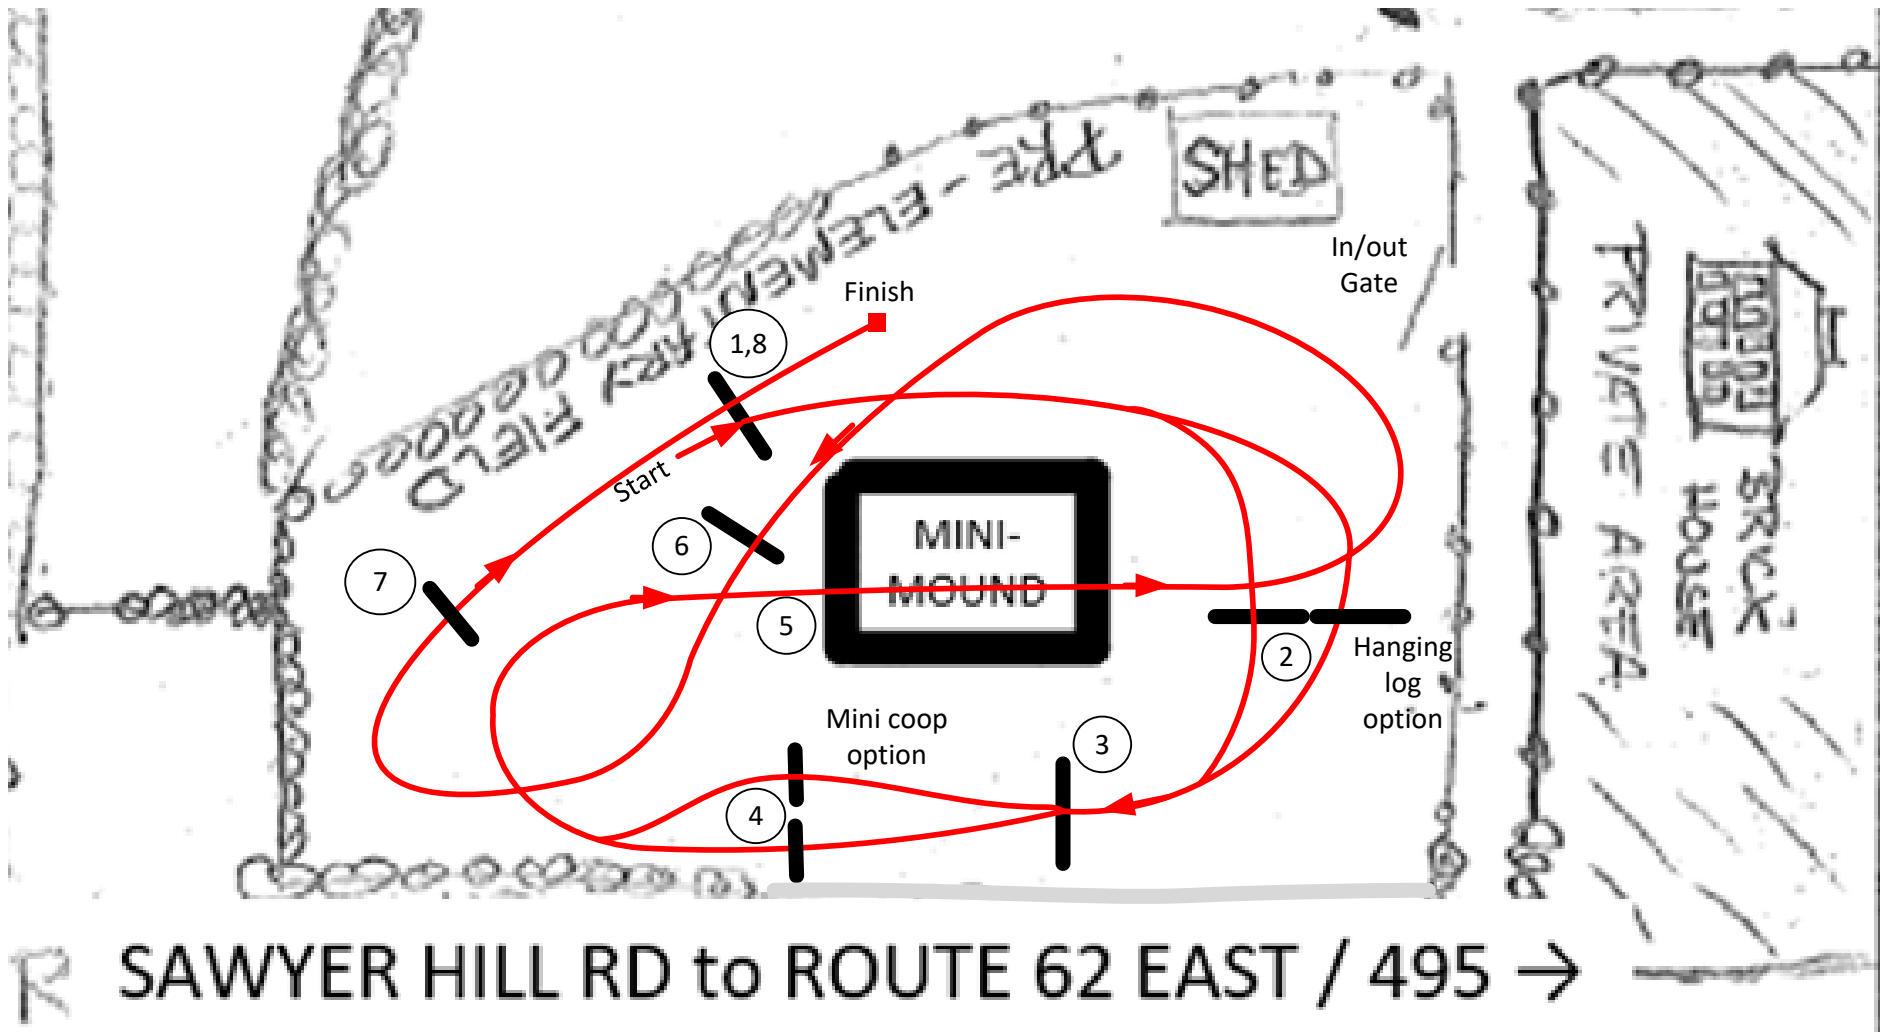 SHED
PRE-ELEMENTARY FIELD
In/out
Gate
Finish
1,8
Start
6
7
MINI-
MOUND
5
2
Hanging
log
option
Mini coop
option
3
4
PRIVATE AREA
BRICK
HOUSE
R SAWYER HILL RD to ROUTE 62 EAST / 495 →